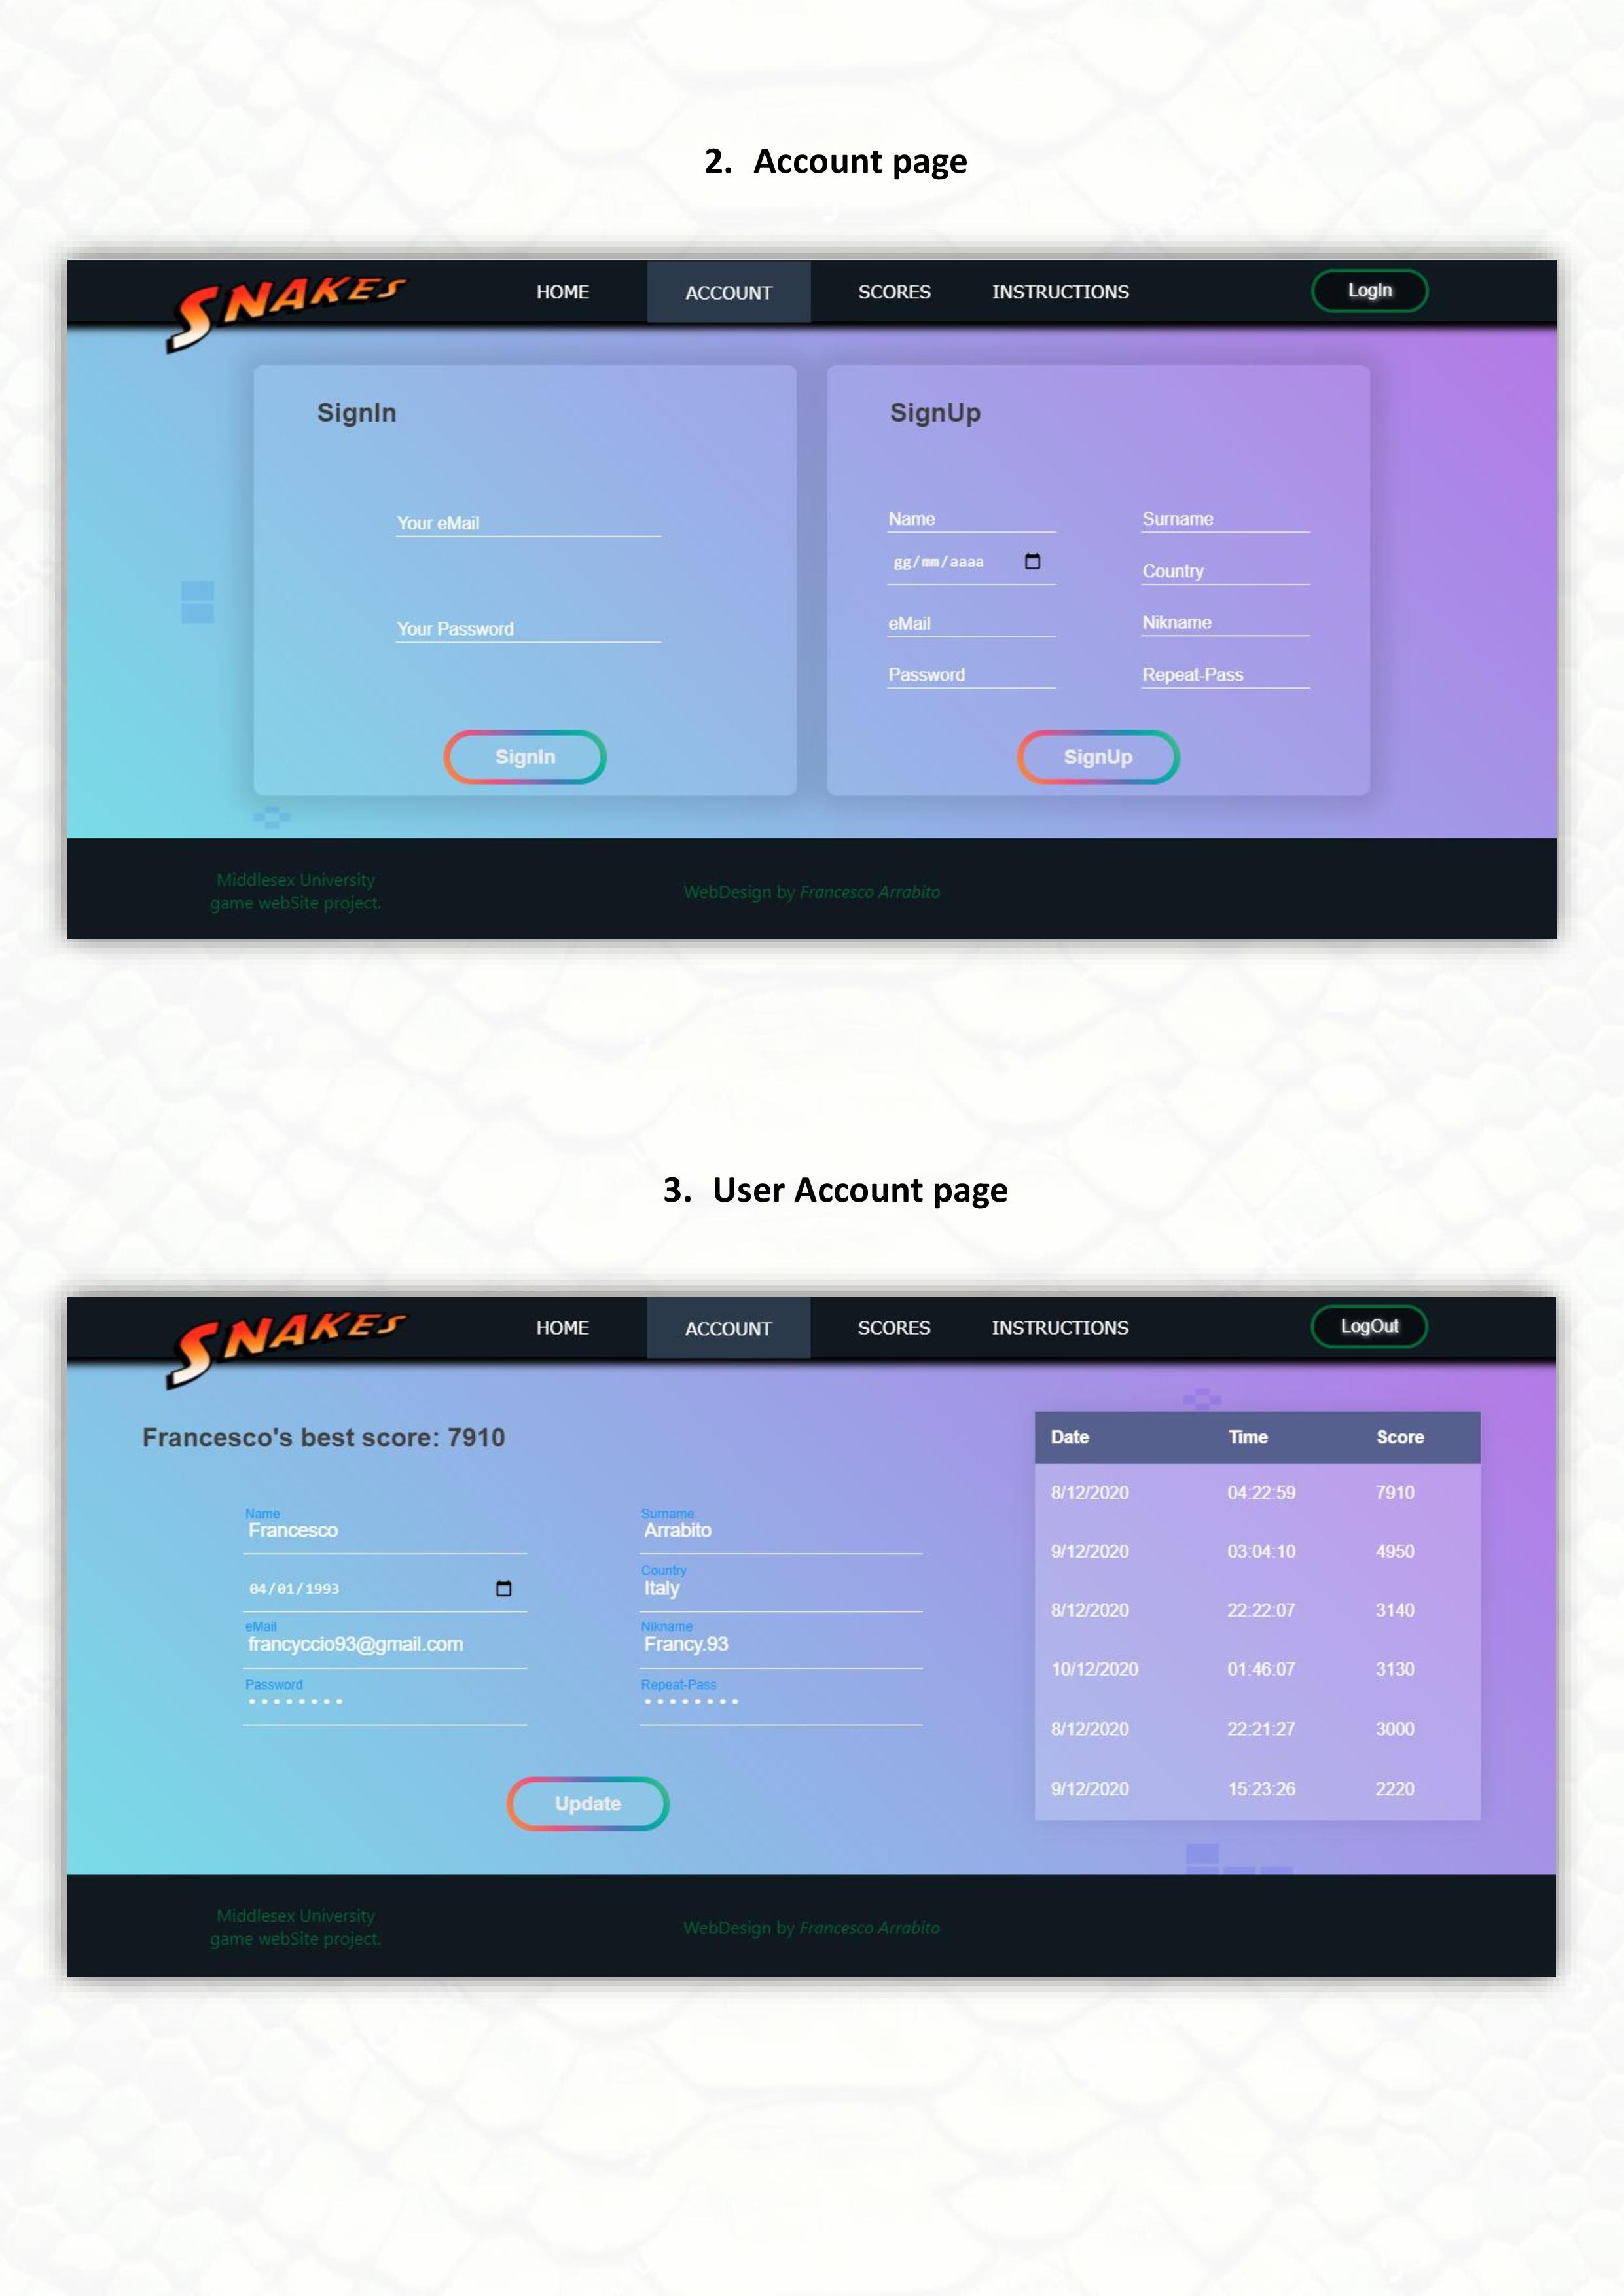 2. Account page
SNAKES HOME ACCOUNT SCORES INSTRUCTIONS LogIn
SignIn
Your eMail
Your Password
SignIn
SignUp
Name Surname
gg/mm/aaaa Country
eMail Nikname
Password Repeat-Pass
SignUp
Middlesex University
game webSite project.
WebDesign by Francesco Arrabito
3. User Account page
SNAKES HOME ACCOUNT SCORES INSTRUCTIONS LogOut
Francesco's best score: 7910
Name Surname
Francesco Arrabito
Country
04/01/1993 Italy
eMail Nikname
francyccio93@gmail.com Francy.93
Password Repeat-Pass
•••••••• ••••••••
Update
Date Time Score
8/12/2020 04:22:59 7910
9/12/2020 03:04:10 4950
8/12/2020 22:22:07 3140
10/12/2020 01:46:07 3130
8/12/2020 22:21:27 3000
9/12/2020 15:23:26 2220
Middlesex University
game webSite project.
WebDesign by Francesco Arrabito